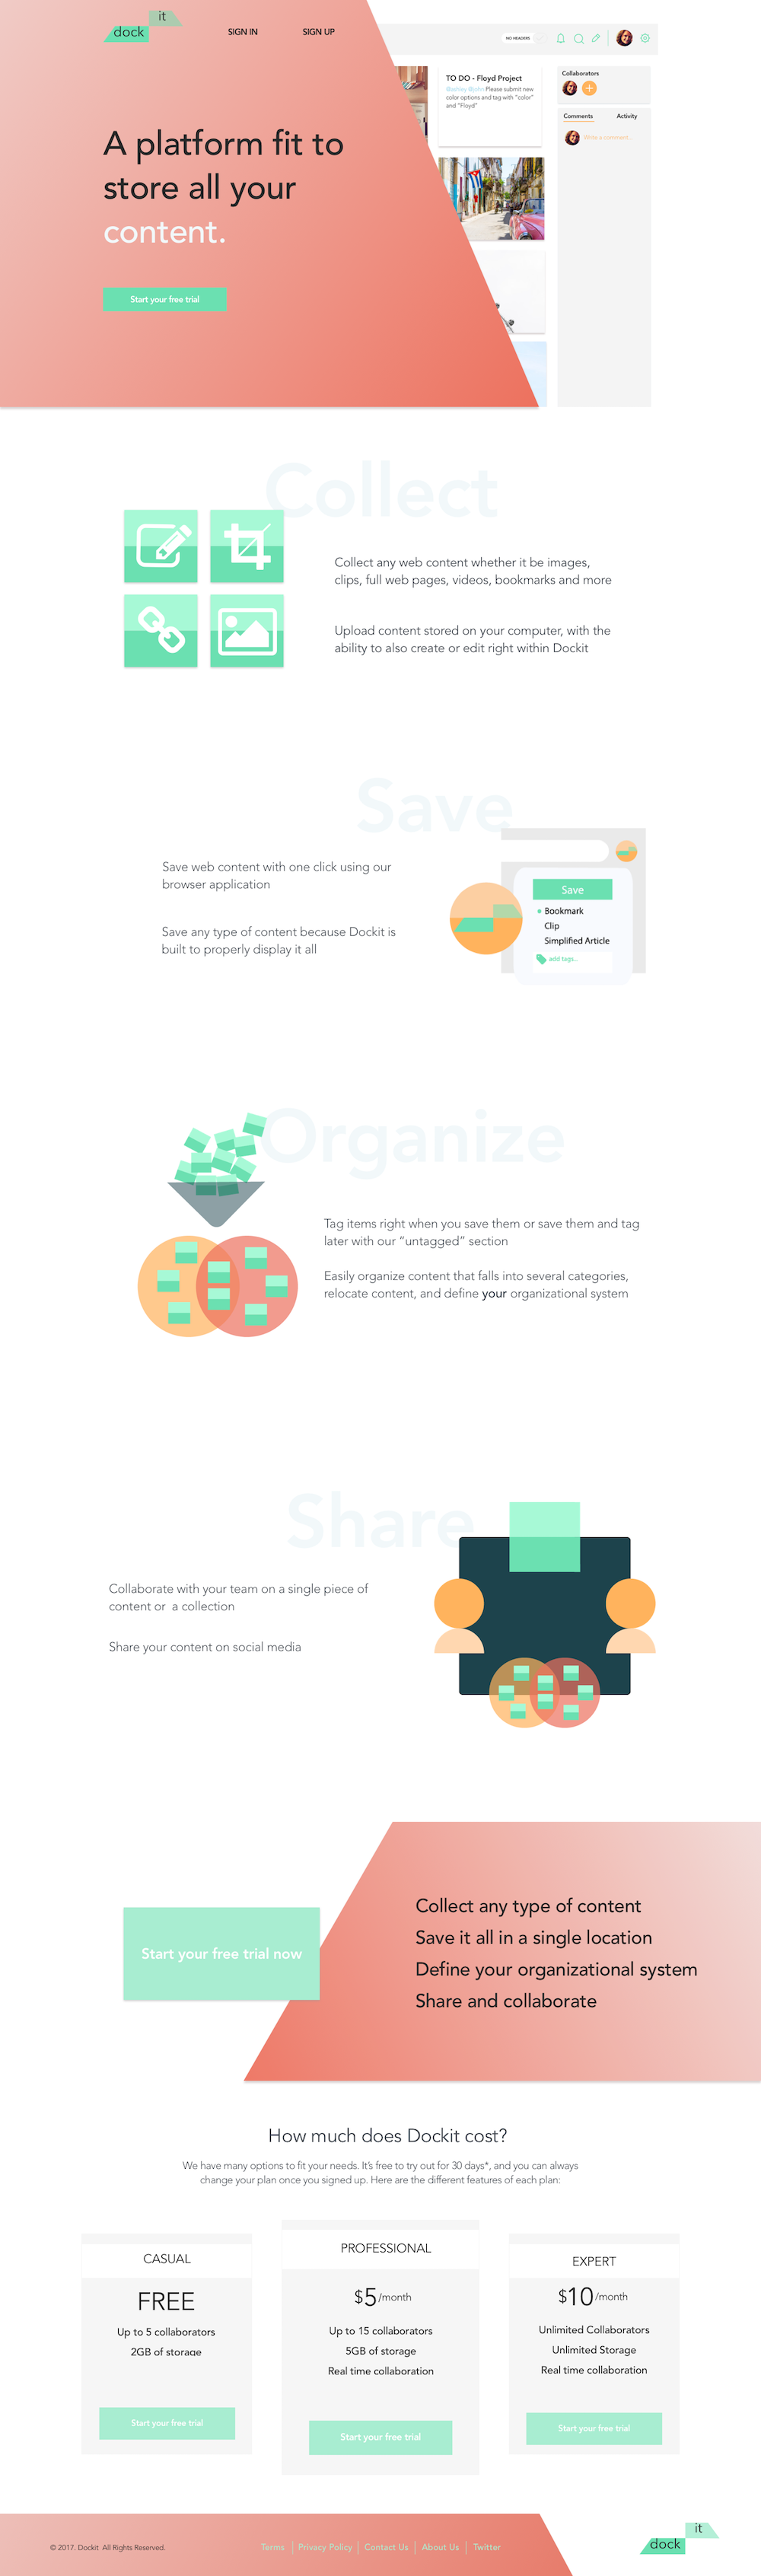 it
dock
SIGN IN
SIGN UP
NO HEADERS
A platform fit to
store all your
content.
Start your free trial
TO DO - Floyd Project
@ashley @john Please submit new
color options and tag with "color"
and "Floyd"
Collaborators
Comments
Activity
Write a comment...
Collect
Collect any web content whether it be images,
clips, full web pages, videos, bookmarks and more
Upload content stored on your computer, with the
ability to also create or edit right within Dockit
Save
Save web content with one click using our
browser application
Save any type of content because Dockit is
built to properly display it all
Save
Bookmark
Clip
Simplified Article
add tags..
Organize
Tag items right when you save them or save them and tag
later with our “untagged” section
Easily organize content that falls into several categories,
relocate content, and define your organizational system
Share
Collaborate with your team on a single piece of
content or  a collection
Share your content on social media
Start your free trial now
Collect any type of content
Save it all in a single location
Define your organizational system
Share and collaborate
How much does Dockit cost?
We have many options to fit your needs. It’s free to try out for 30 days*, and you can always
change your plan once you signed up. Here are the different features of each plan:
CASUAL
FREE
Up to 5 collaborators
2GB of storage
Start your free trial
PROFESSIONAL
$5/month
Up to 15 collaborators
5GB of storage
Real time collaboration
Start your free trial
EXPERT
$10/month
Unlimited Collaborators
Unlimited Storage
Real time collaboration
Start your free trial
© 2017. Dockit  All Rights Reserved.
Terms | Privacy Policy | Contact Us | About Us | Twitter
it
dock